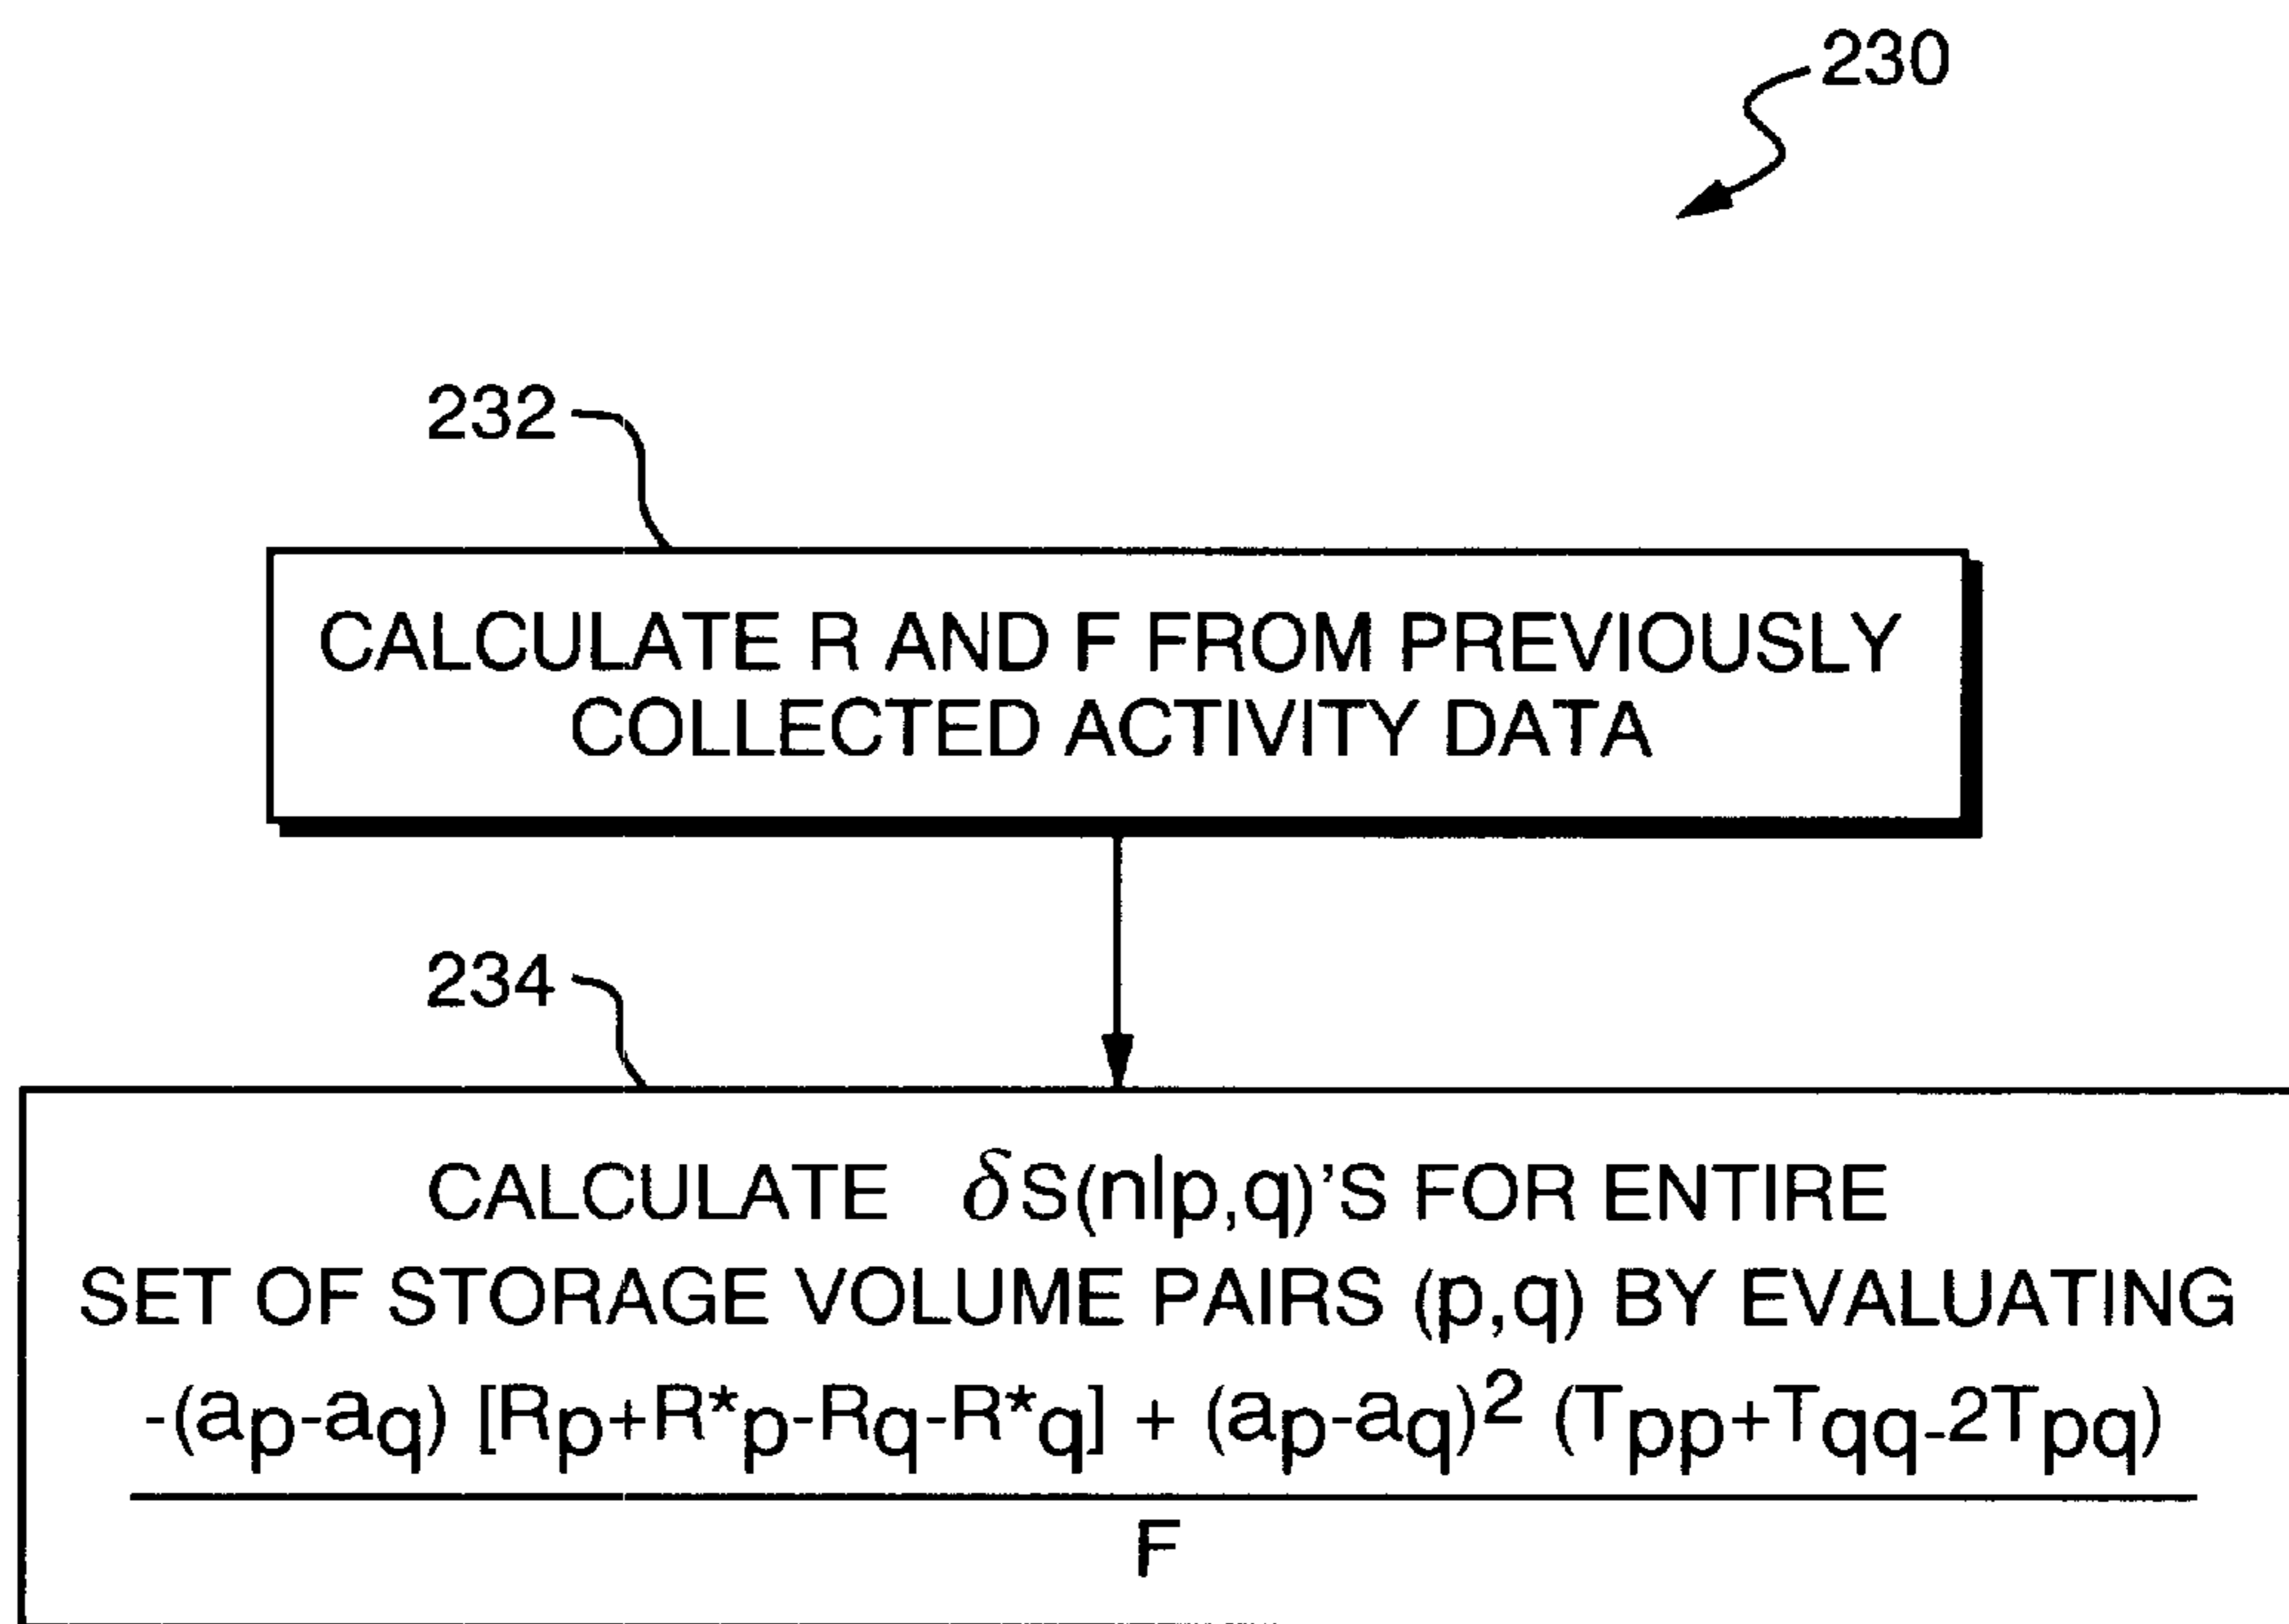 230
232
CALCULATE R AND F FROM PREVIOUSLY
COLLECTED ACTIVITY DATA
234
CALCULATE δS(n|p,q)'S FOR ENTIRE
SET OF STORAGE VOLUME PAIRS (p,q) BY EVALUATING
-(ap-aq) [Rp+R*p-Rq-R*q] + (ap-aq)2 (Tpp+Tqq-2Tpq)
F